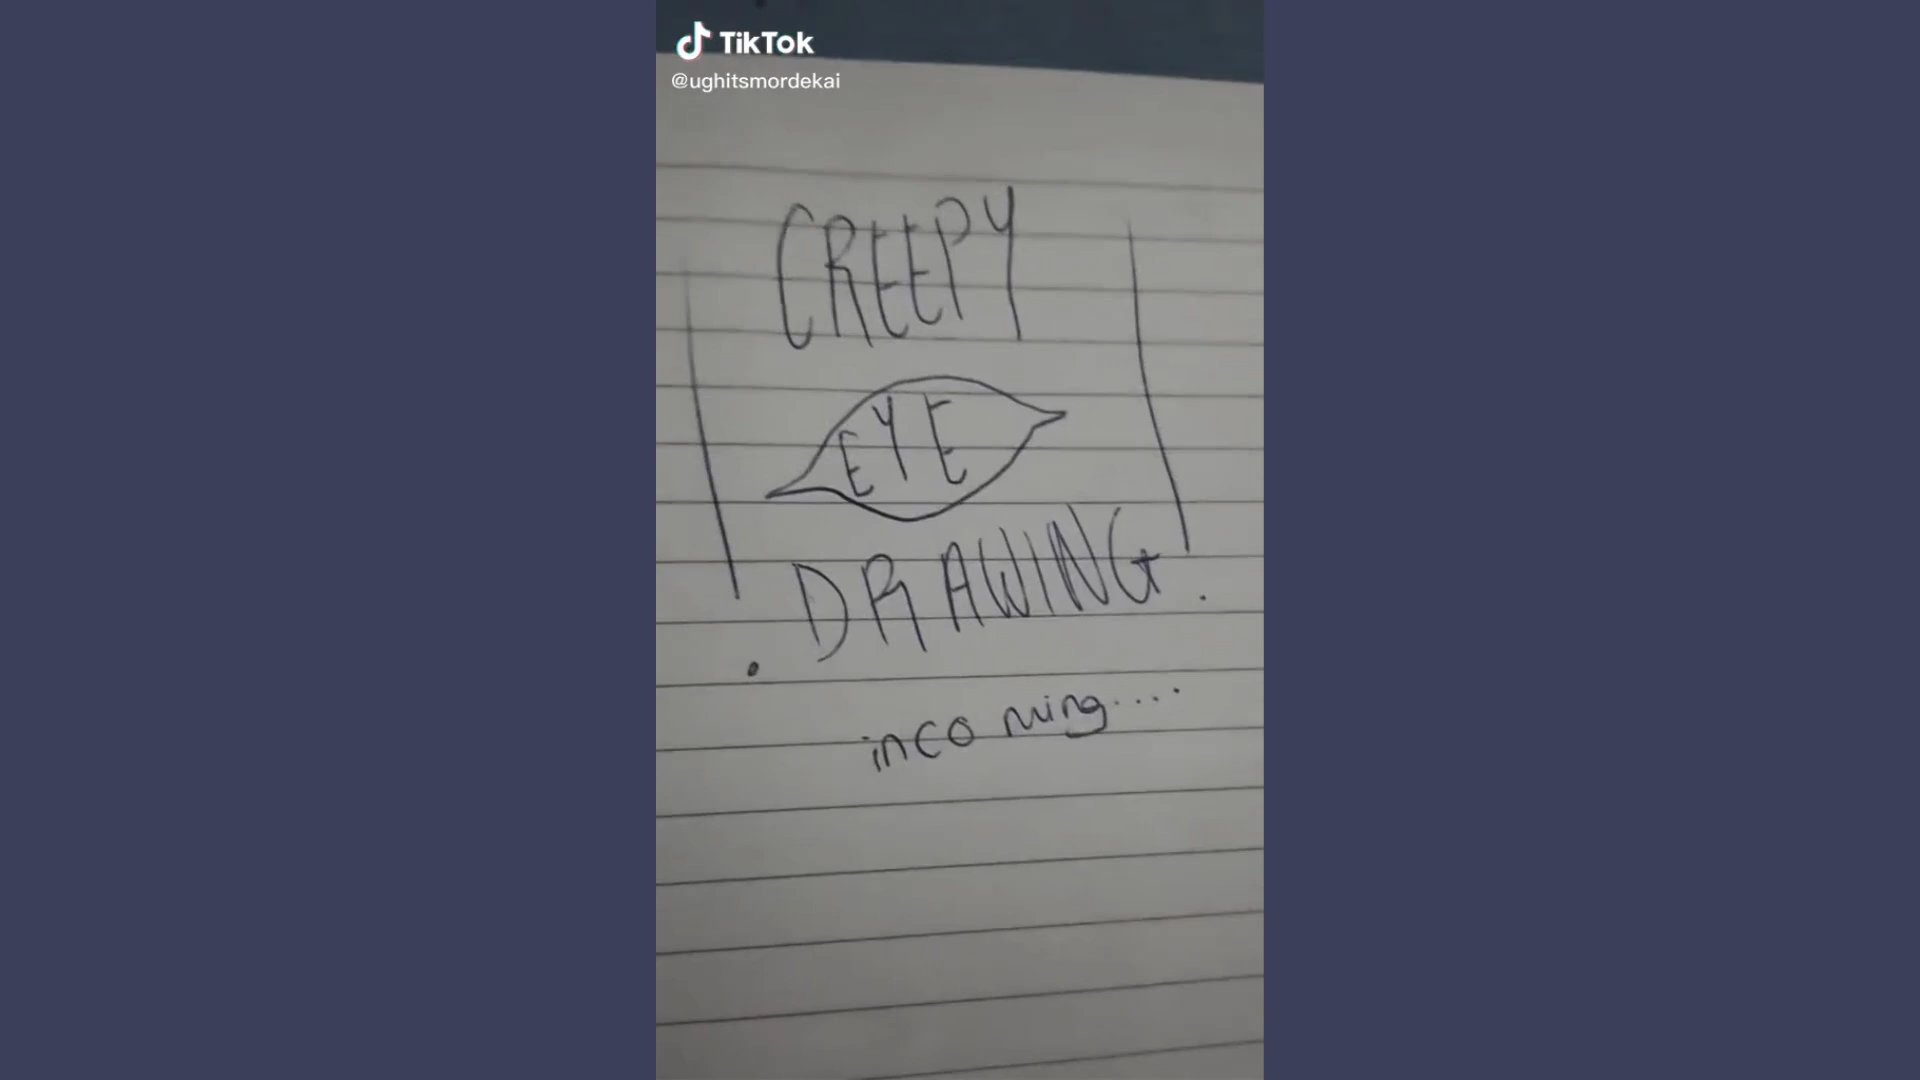 TikTok
@ughitsmordekai
CREEPY
EYE
DRAWING
incoming....